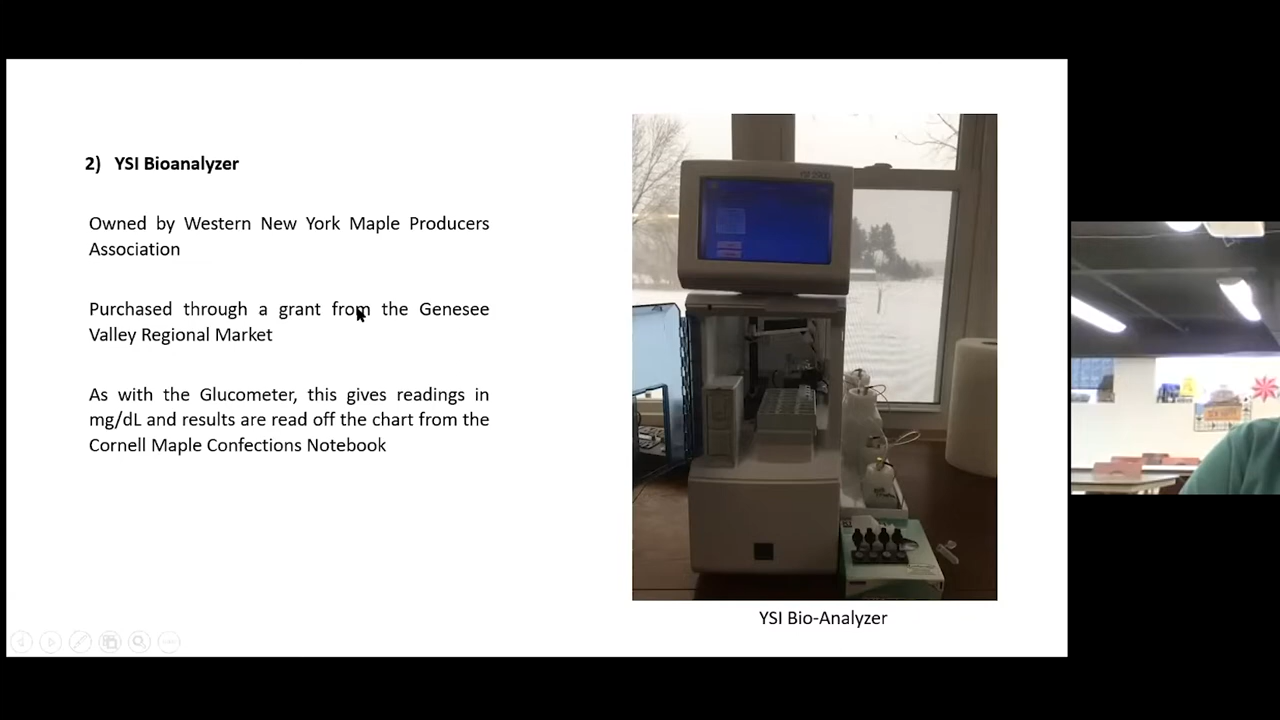 2) YSI Bioanalyzer
Owned by Western New York Maple Producers
Association
Purchased through a grant from the Genesee
Valley Regional Market
As with the Glucometer, this gives readings in
mg/dL and results are read off the chart from the
Cornell Maple Confections Notebook
YSI Bio-Analyzer